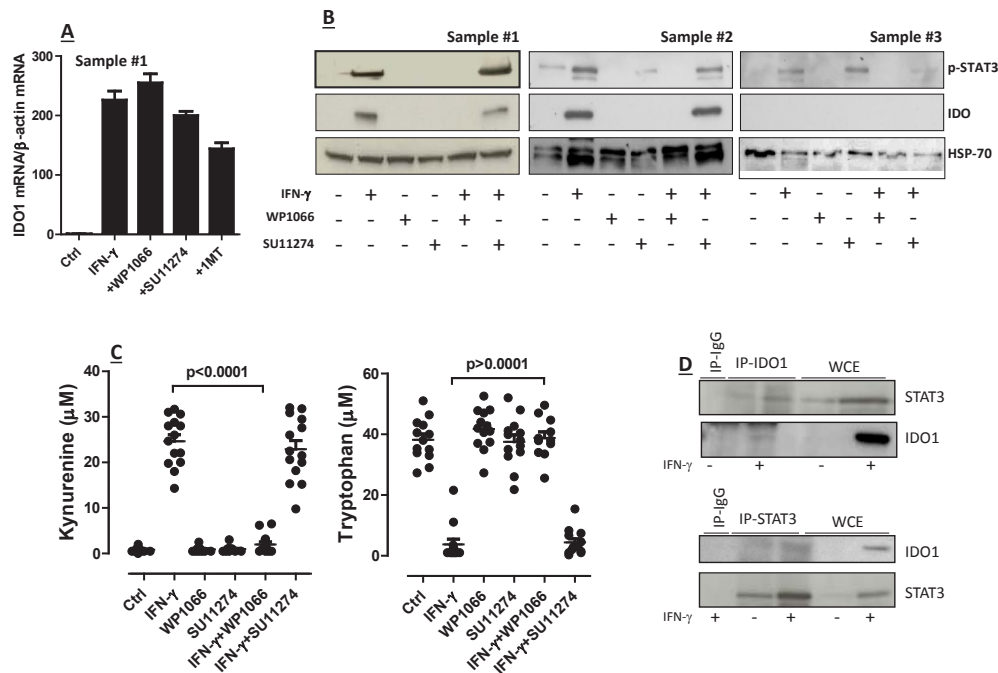 A
Sample #1
IDO1 mRNA/β-actin mRNA
300
200
100
0
Ctrl
IFN-γ
+WP1066
+SU11274
+1MT
B
Sample #1
Sample #2
Sample #3
p-STAT3
IDO
HSP-70
IFN-γ
- + - - + +
- + - - + +
- + - - + +
WP1066
- - + - + -
- - + - + -
- - + - + -
SU11274
- - - + - +
- - - + - +
- - - + - +
C
p<0.0001
Kynurenine (μM)
40
30
20
10
0
Ctrl
IFN-γ
WP1066
SU11274
IFN-γ+WP1066
IFN-γ+SU11274
p>0.0001
Tryptophan (μM)
60
40
20
0
Ctrl
IFN-γ
WP1066
SU11274
IFN-γ+WP1066
IFN-γ+SU11274
D
IP-IgG
IP-IDO1
WCE
STAT3
IDO1
IFN-γ - + - +
IP-IgG
IP-STAT3
WCE
IDO1
STAT3
IFN-γ + - + - +